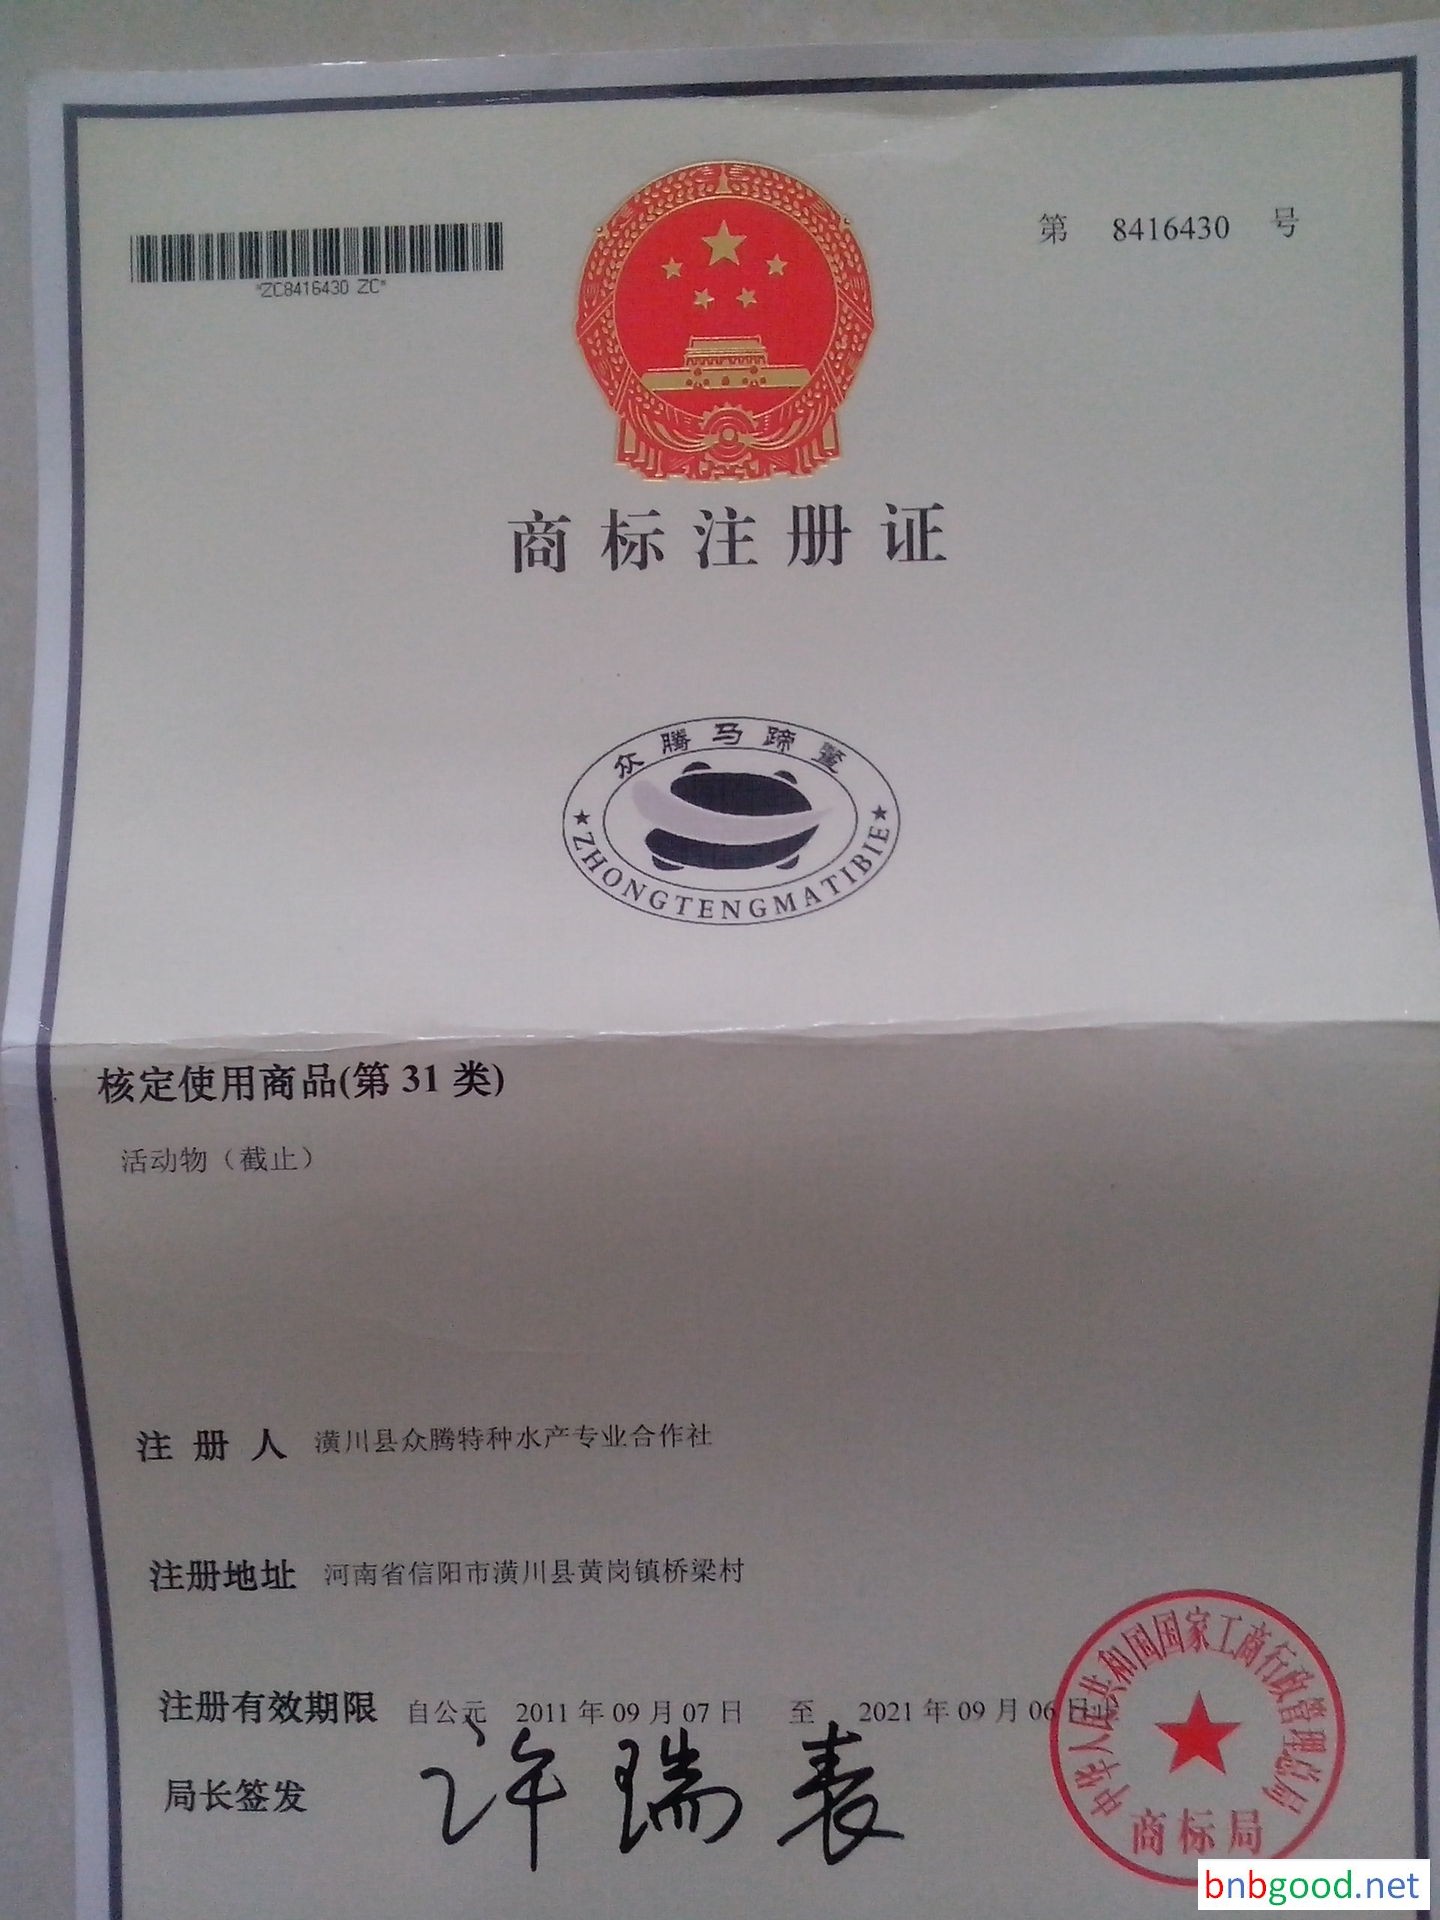 第 8416430 号
*ZC8416430 ZC*
商标注册证
众腾马蹄鳖
★ZHONGTENGMATIBIE★
核定使用商品(第 31 类)
活动物（截止）
注 册 人 潢川县众腾特种水产专业合作社
注册地址 河南省信阳市潢川县黄岗镇桥梁村
注册有效期限 自公元 2011 年 09 月 07 日 至 2021 年 09 月 06 日止
局长签发 许瑞表
中华人民共和国国家工商行政管理总局
商标局
bnbgood.net